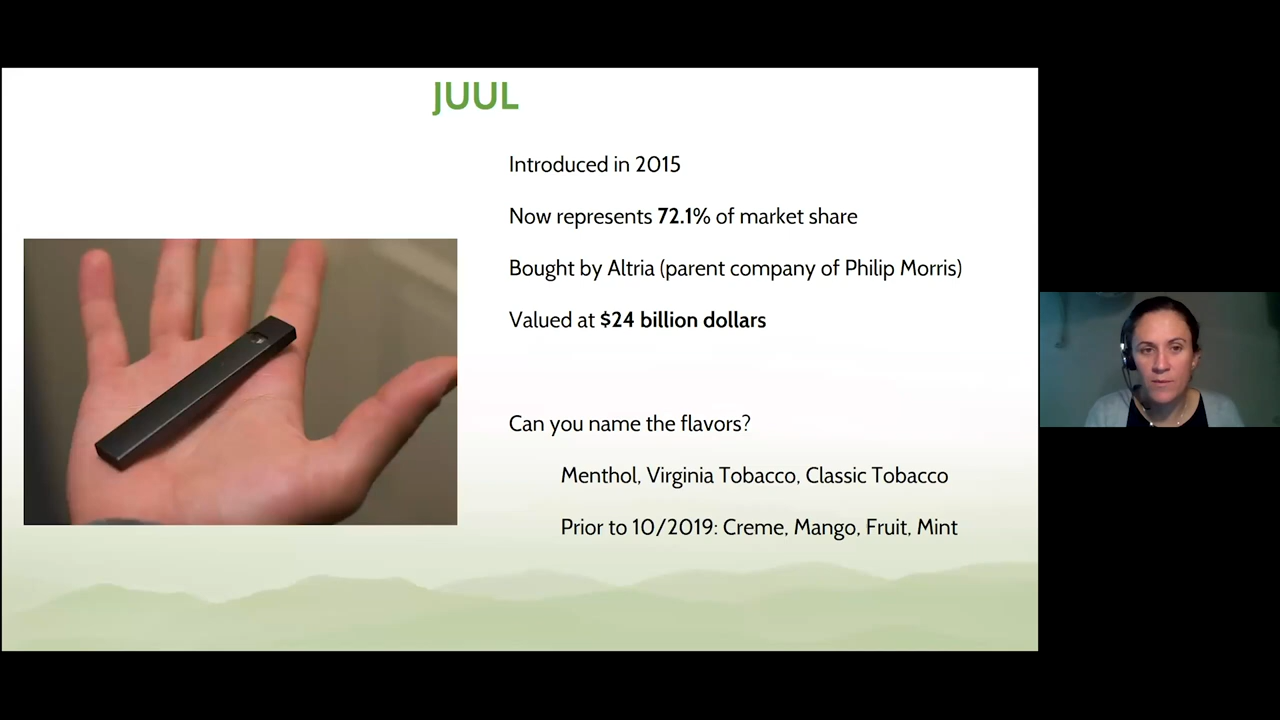 JUUL
Introduced in 2015
Now represents 72.1% of market share
Bought by Altria (parent company of Philip Morris)
Valued at $24 billion dollars
Can you name the flavors?
Menthol, Virginia Tobacco, Classic Tobacco
Prior to 10/2019: Creme, Mango, Fruit, Mint